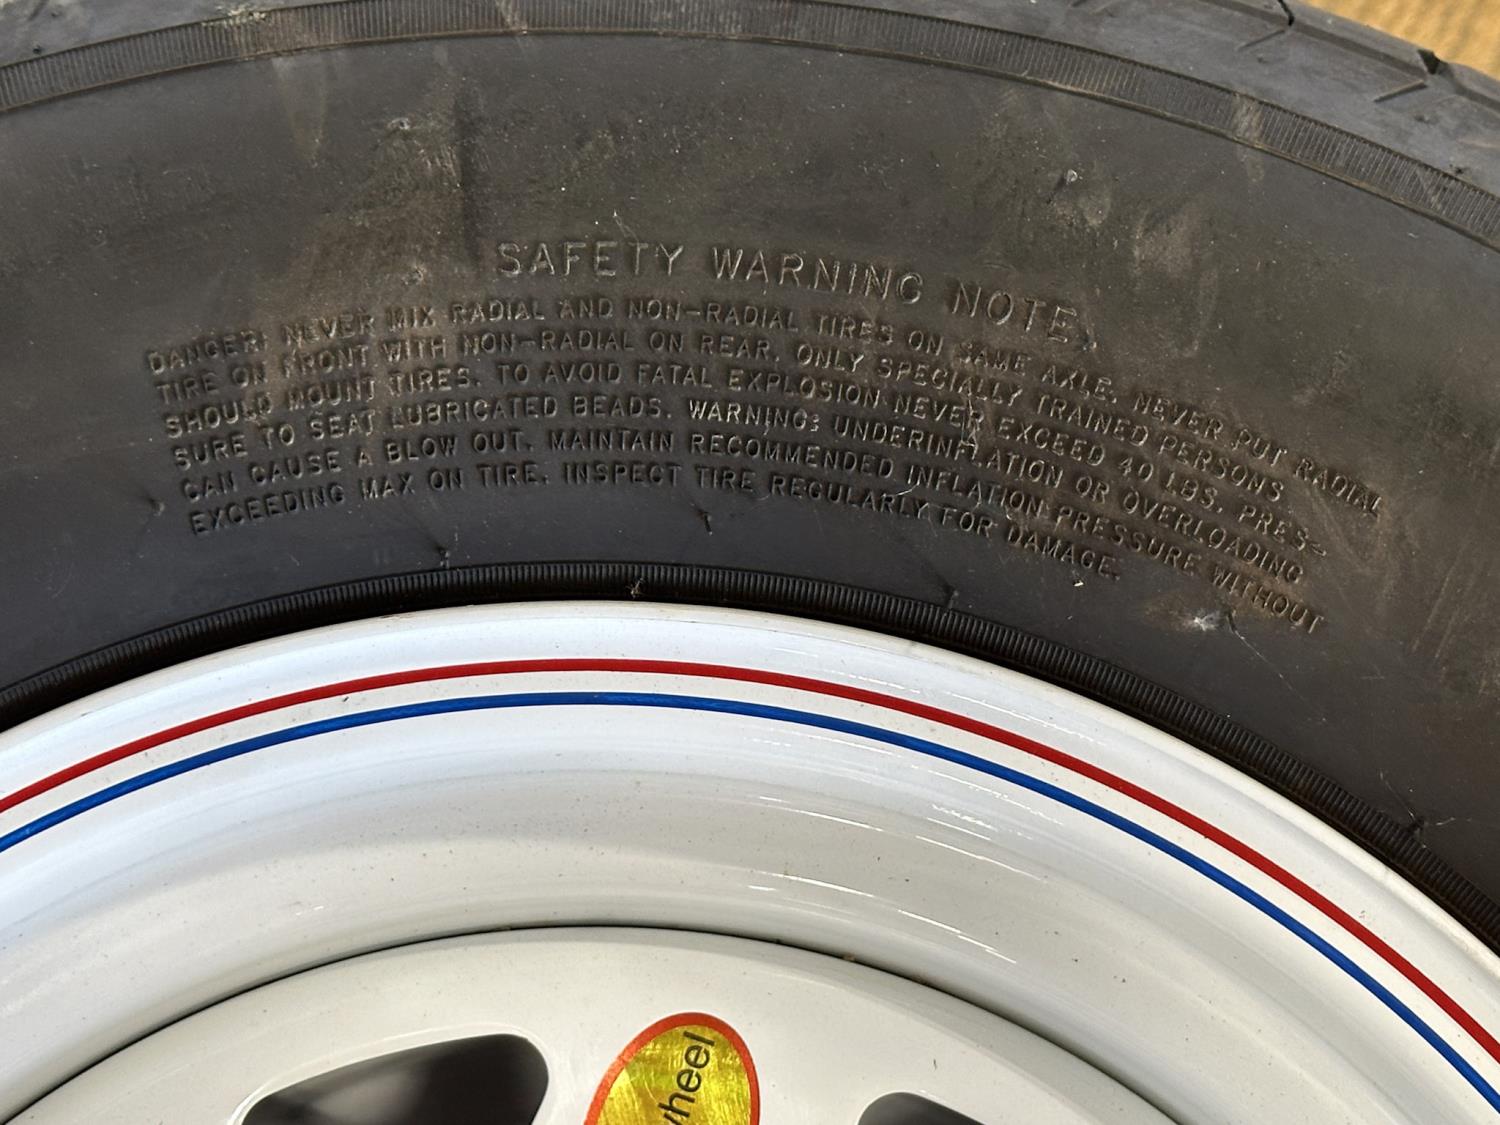 SAFETY WARNING NOTE:
DANGER: NEVER MIX RADIAL AND NON-RADIAL TIRES ON SAME AXLE. NEVER PUT RADIAL
TIRE ON FRONT WITH NON-RADIAL ON REAR. ONLY SPECIALLY TRAINED PERSONS
SHOULD MOUNT TIRES. TO AVOID FATAL EXPLOSION NEVER EXCEED 40 LBS. PRES-
SURE TO SEAT LUBRICATED BEADS. WARNING: UNDERINFLATION OR OVERLOADING
CAN CAUSE A BLOW OUT. MAINTAIN RECOMMENDED INFLATION PRESSURE WITHOUT
EXCEEDING MAX ON TIRE. INSPECT TIRE REGULARLY FOR DAMAGE.
wheel